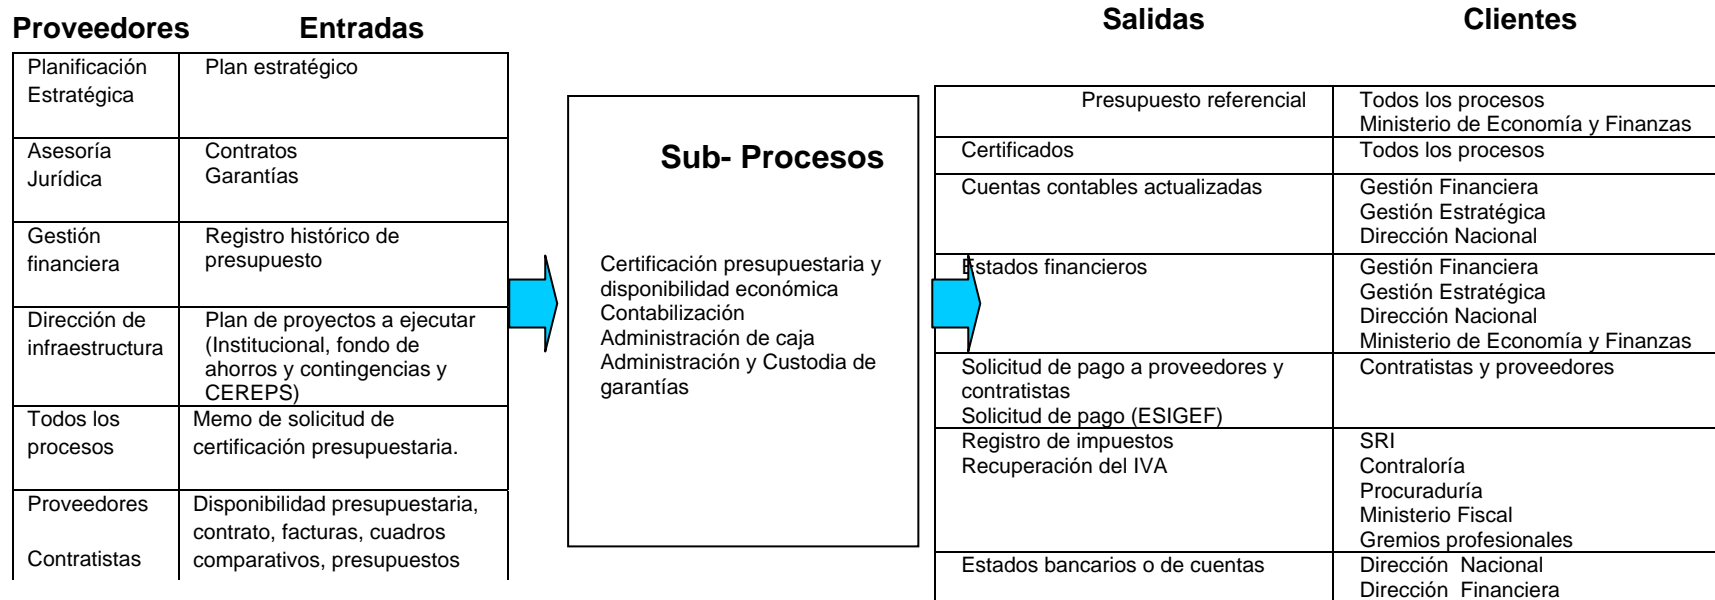 Proveedores
Entradas
Planificación
Estratégica
Plan estratégico
Asesoría
Jurídica
Contratos
Garantías
Gestión
financiera
Registro histórico de
presupuesto
Dirección de
infraestructura
Plan de proyectos a ejecutar
(Institucional, fondo de
ahorros y contingencias y
CEREPS)
Todos los
procesos
Memo de solicitud de
certificación presupuestaria.
Proveedores
Contratistas
Disponibilidad presupuestaria,
contrato, facturas, cuadros
comparativos, presupuestos
Sub- Procesos
Certificación presupuestaria y
disponibilidad económica
Contabilización
Administración de caja
Administración y Custodia de
garantías
Salidas
Clientes
Presupuesto referencial
Todos los procesos
Ministerio de Economía y Finanzas
Certificados
Todos los procesos
Cuentas contables actualizadas
Gestión Financiera
Gestión Estratégica
Dirección Nacional
Estados financieros
Gestión Financiera
Gestión Estratégica
Dirección Nacional
Ministerio de Economía y Finanzas
Solicitud de pago a proveedores y
contratistas
Solicitud de pago (ESIGEF)
Contratistas y proveedores
Registro de impuestos
Recuperación del IVA
SRI
Contraloría
Procuraduría
Ministerio Fiscal
Gremios profesionales
Estados bancarios o de cuentas
Dirección  Nacional
Dirección  Financiera